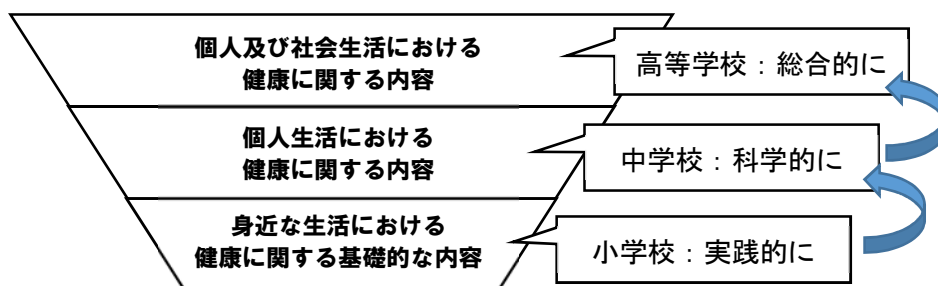 個人及び社会生活における
健康に関する内容
高等学校：総合的に
個人生活における
健康に関する内容
中学校：科学的に
身近な生活における
健康に関する基礎的な内容
小学校：実践的に